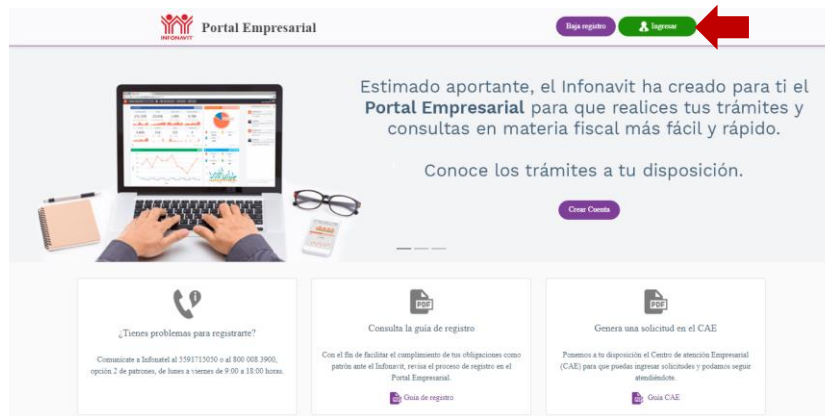 INFONAVIT
Portal Empresarial
Baja registro
Ingresar
Estimado aportante, el Infonavit ha creado para ti el
Portal Empresarial para que realices tus trámites y
consultas en materia fiscal más fácil y rápido.
Conoce los trámites a tu disposición.
Crear Cuenta
¿Tienes problemas para registrarte?
Comunícate a Infonatel al 5591715050 o al 800 008 3900,
opción 2 de patrones, de lunes a viernes de 9:00 a 18:00 horas.
PDF
Consulta la guía de registro
Con el fin de facilitar el cumplimiento de tus obligaciones como
patrón ante el Infonavit, revisa el proceso de registro en el
Portal Empresarial.
Guía de registro
PDF
Genera una solicitud en el CAE
Ponemos a tu disposición el Centro de atención Empresarial
(CAE) para que puedas ingresar solicitudes y podamos seguir
atendiéndote.
Guía CAE